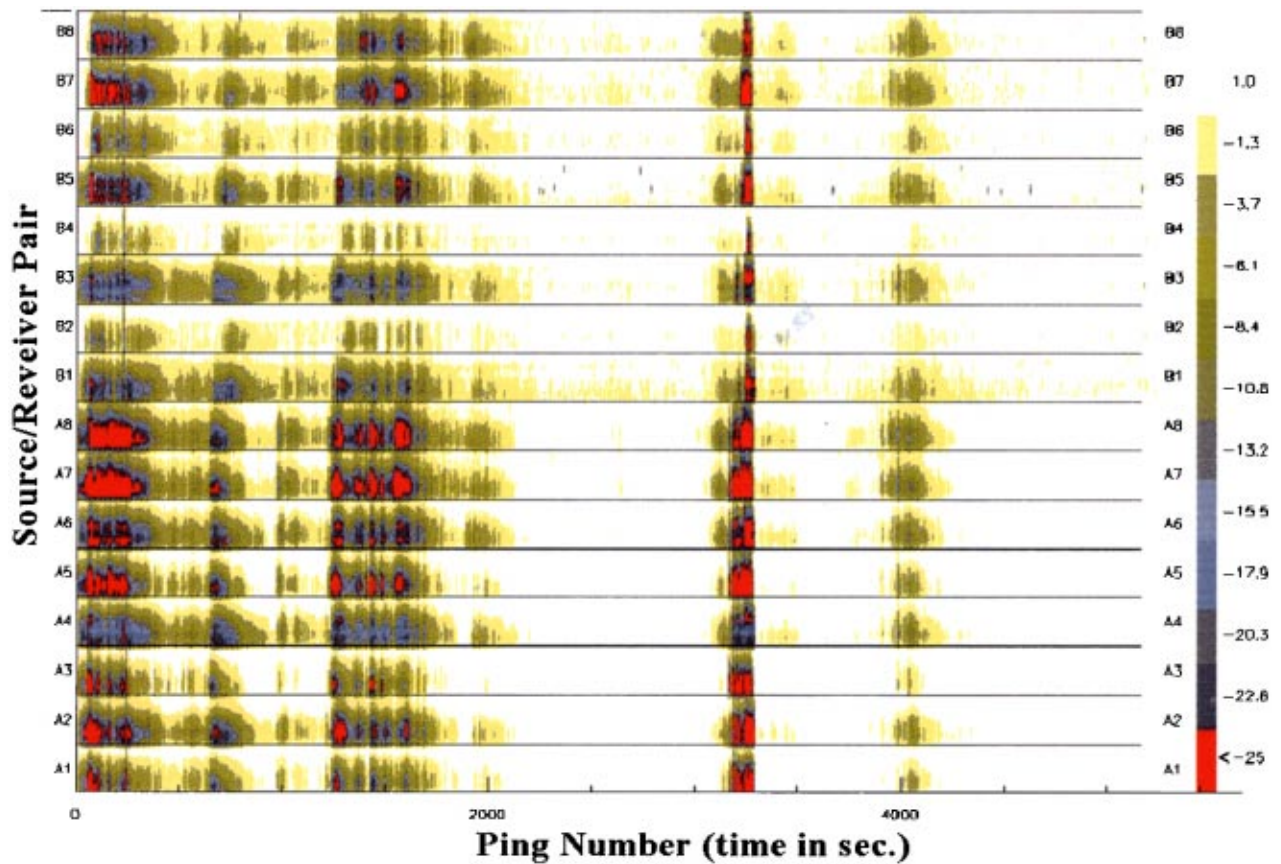 B8 B8
B7 B7 1.0
B6 B6 -1.3
B5 B5
Source/Reveiver Pair
B4 B4 -3.7
B3 B3 -6.1
B2 B2 -8.4
B1 B1 -10.8
A8 A8 -13.2
A7 A7 -15.5
A6 A6
A5 A5 -17.9
A4 A4 -20.3
A3 A3 -22.8
A2 A2
A1 A1 <-25
0 2000 4000
Ping Number (time in sec.)